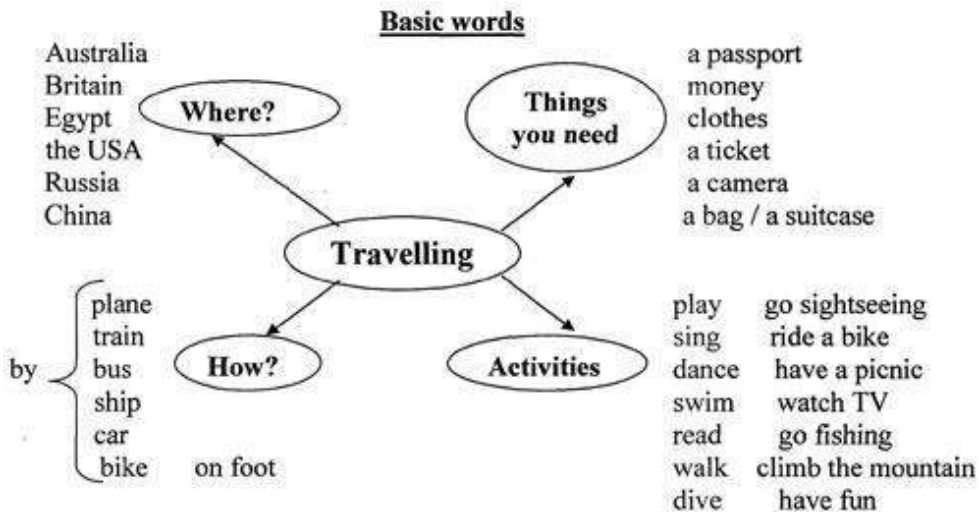 Basic words
Australia
Britain
Egypt
the USA
Russia
China
Where?
Things
you need
a passport
money
clothes
a ticket
a camera
a bag / a suitcase
Travelling
by
plane
train
bus
ship
car
bike on foot
How?
Activities
play go sightseeing
sing ride a bike
dance have a picnic
swim watch TV
read go fishing
walk climb the mountain
dive have fun